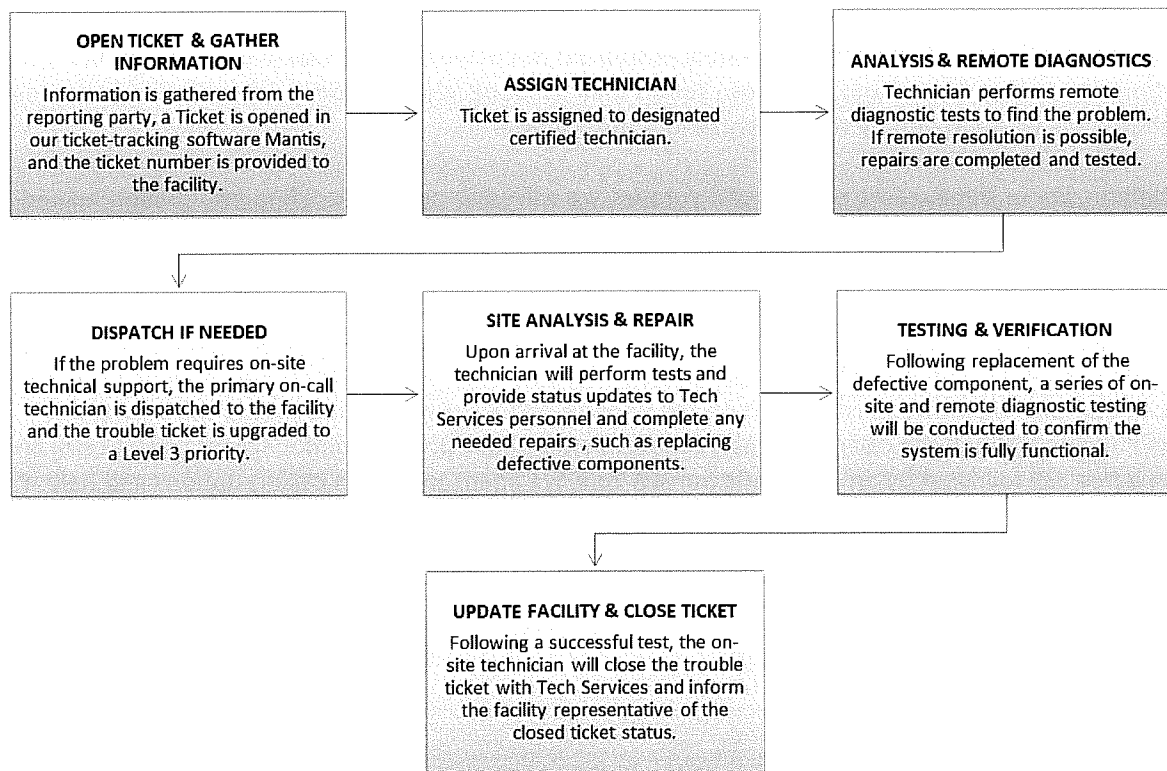 OPEN TICKET & GATHER
INFORMATION
Information is gathered from the
reporting party, a Ticket is opened in
our ticket-tracking software Mantis,
and the ticket number is provided to
the facility.
ASSIGN TECHNICIAN
Ticket is assigned to designated
certified technician.
ANALYSIS & REMOTE DIAGNOSTICS
Technician performs remote
diagnostic tests to find the problem.
If remote resolution is possible,
repairs are completed and tested.
DISPATCH IF NEEDED
If the problem requires on-site
technical support, the primary on-call
technician is dispatched to the facility
and the trouble ticket is upgraded to
a Level 3 priority.
SITE ANALYSIS & REPAIR
Upon arrival at the facility, the
technician will perform tests and
provide status updates to Tech
Services personnel and complete any
needed repairs , such as replacing
defective components.
TESTING & VERIFICATION
Following replacement of the
defective component, a series of on-
site and remote diagnostic testing
will be conducted to confirm the
system is fully functional.
UPDATE FACILITY & CLOSE TICKET
Following a successful test, the on-
site technician will close the trouble
ticket with Tech Services and inform
the facility representative of the
closed ticket status.